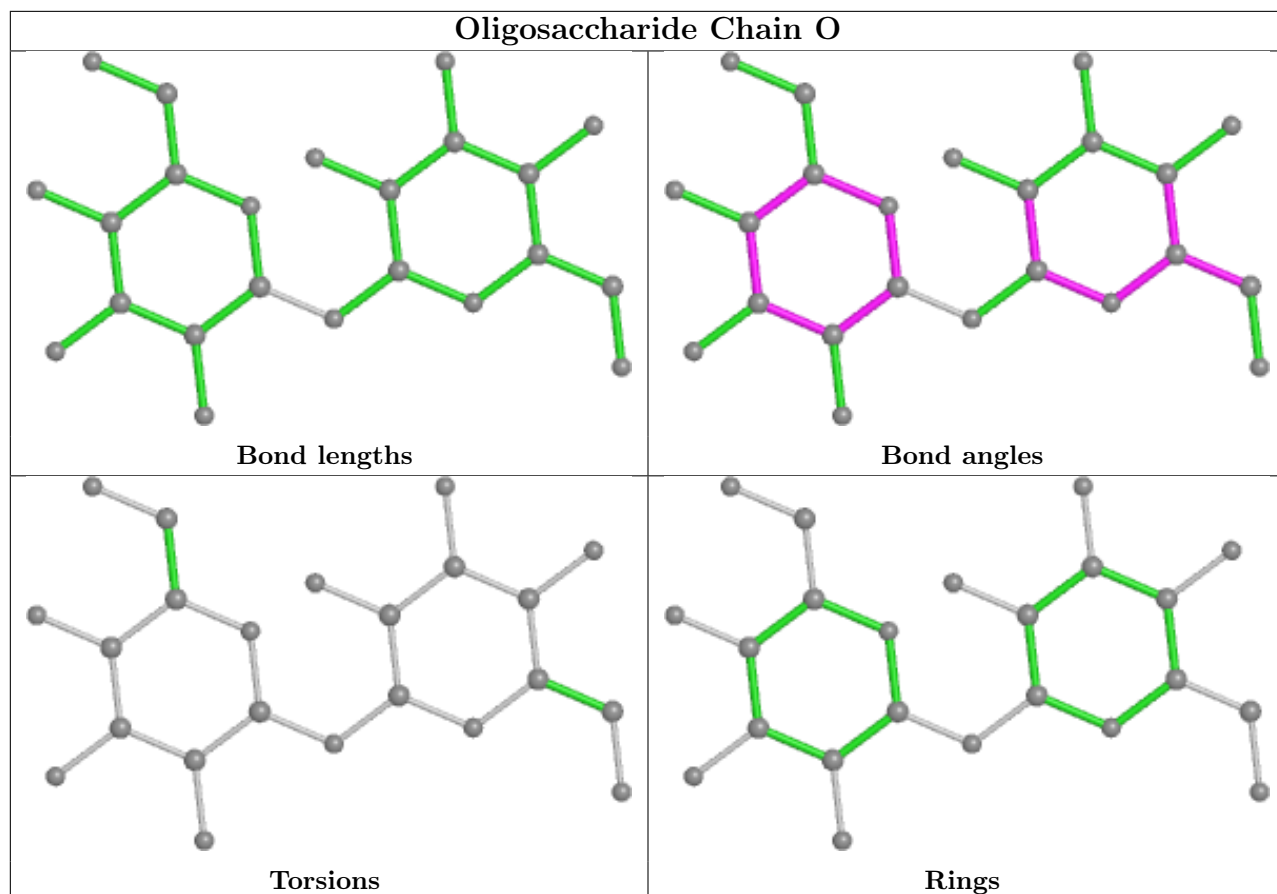 Oligosaccharide Chain O
Bond lengths
Bond angles
Torsions
Rings